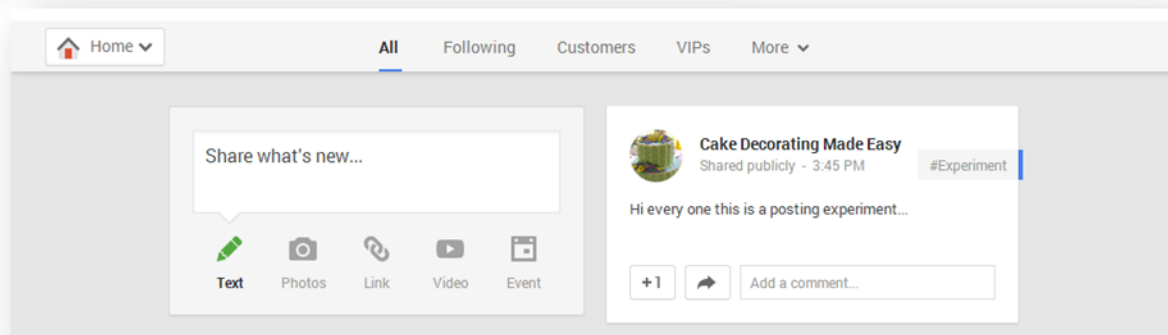 Home
All Following Customers VIPs More
Share what's new...
Text Photos Link Video Event
Cake Decorating Made Easy
Shared publicly - 3:45 PM
#Experiment
Hi every one this is a posting experiment...
+1
Add a comment...